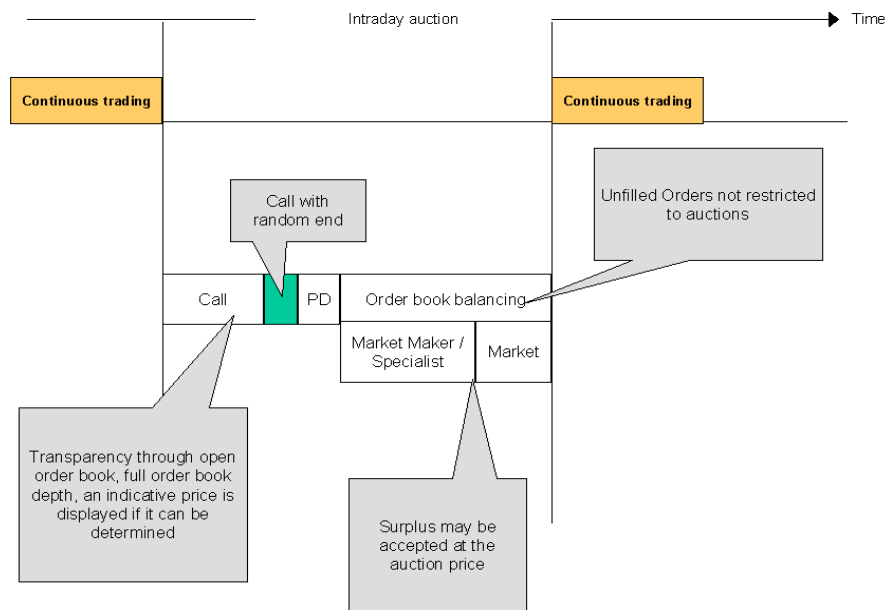 Intraday auction
Time
Continuous trading
Continuous trading
Call with
random end
Unfilled Orders not restricted
to auctions
Call
PD
Order book balancing
Market Maker /
Specialist
Market
Transparency through open
order book, full order book
depth, an indicative price is
displayed if it can be
determined
Surplus may be
accepted at the
auction price